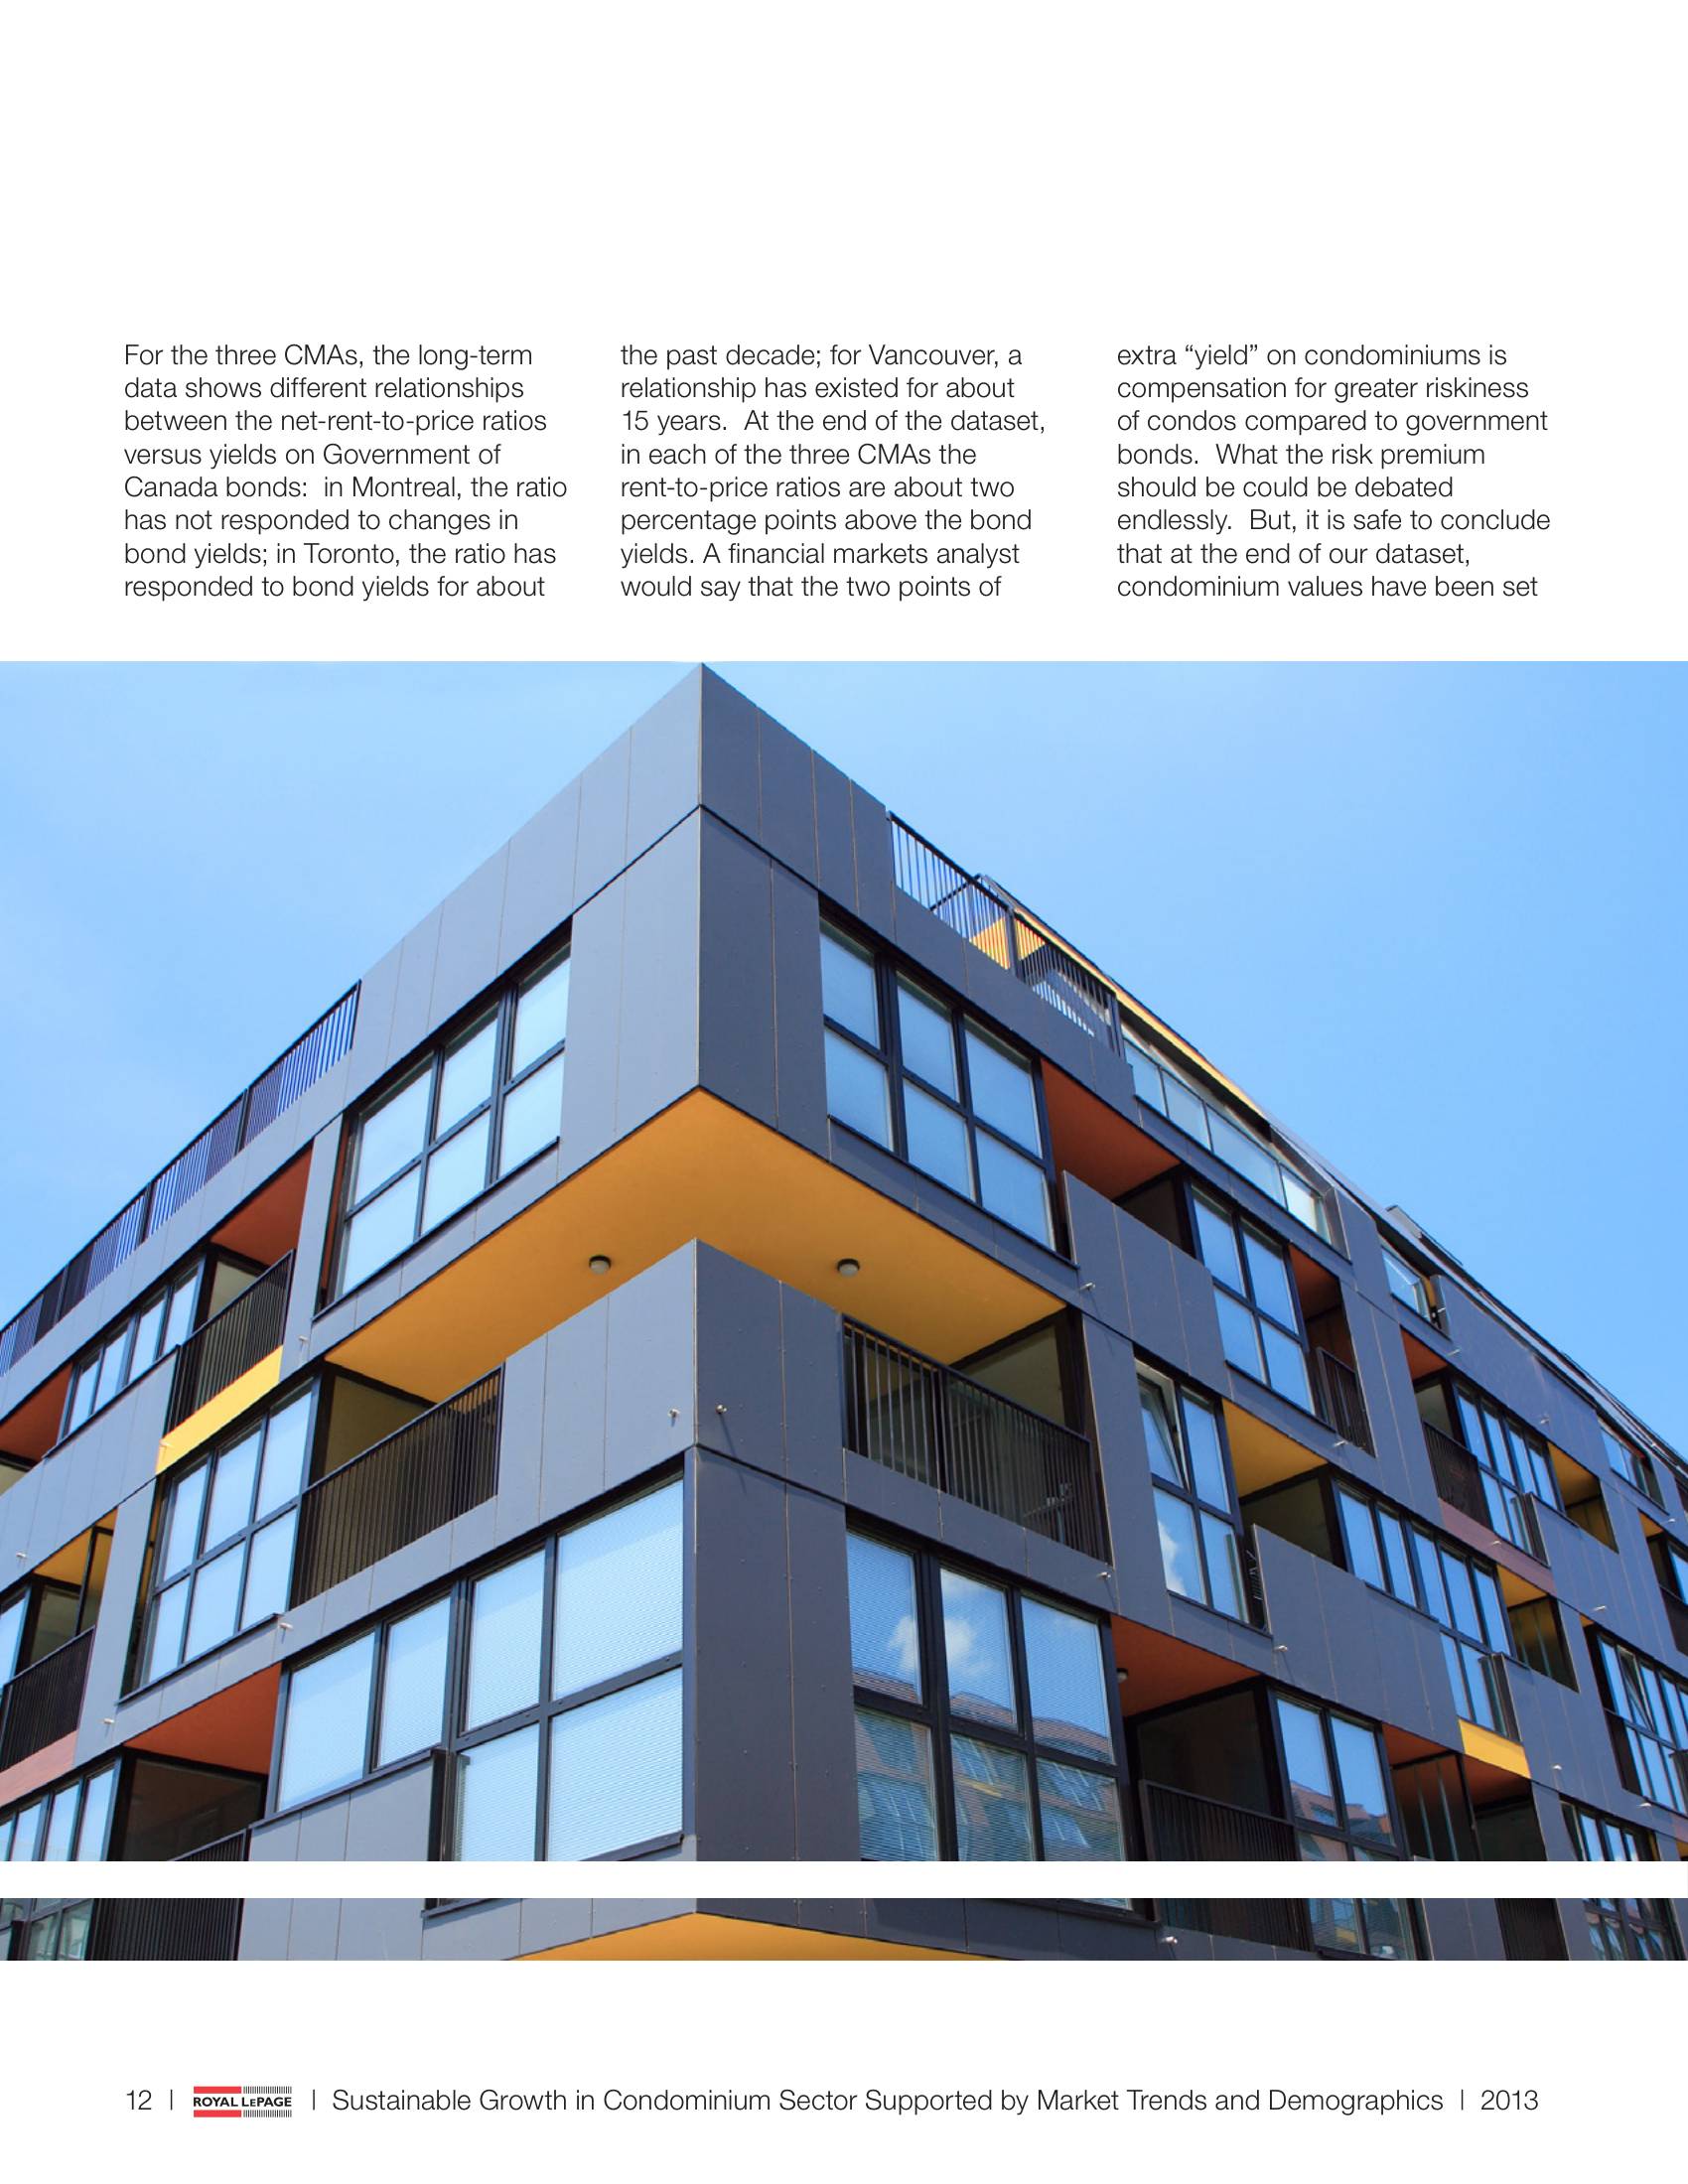 For the three CMAs, the long-term
data shows different relationships
between the net-rent-to-price ratios
versus yields on Government of
Canada bonds:  in Montreal, the ratio
has not responded to changes in
bond yields; in Toronto, the ratio has
responded to bond yields for about
the past decade; for Vancouver, a
relationship has existed for about
15 years.  At the end of the dataset,
in each of the three CMAs the
rent-to-price ratios are about two
percentage points above the bond
yields. A financial markets analyst
would say that the two points of
extra “yield” on condominiums is
compensation for greater riskiness
of condos compared to government
bonds.  What the risk premium
should be could be debated
endlessly.  But, it is safe to conclude
that at the end of our dataset,
condominium values have been set
12 | ROYAL LEPAGE | Sustainable Growth in Condominium Sector Supported by Market Trends and Demographics | 2013